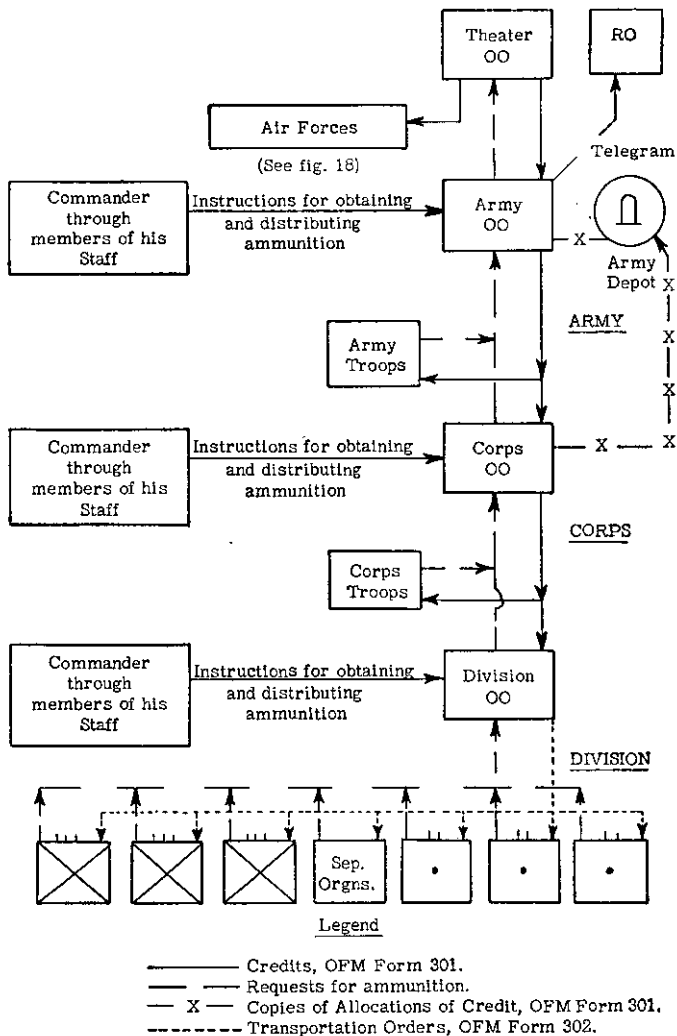 Theater
OO
RO
Air Forces
(See fig. 18)
Telegram
Commander
through
members of his
Staff
Instructions for obtaining
and distributing
ammunition
Army
OO
X
Army
Depot
X
ARMY
X
Army
Troops
X
Commander
through
members of his
Staff
Instructions for obtaining
and distributing
ammunition
Corps
OO
X
X
CORPS
Corps
Troops
Commander
through
members of his
Staff
Instructions for obtaining
and distributing
ammunition
Division
OO
DIVISION
Sep.
Orgns.
Legend
Credits, OFM Form 301.
Requests for ammunition.
X Copies of Allocations of Credit, OFM Form 301.
Transportation Orders, OFM Form 302.